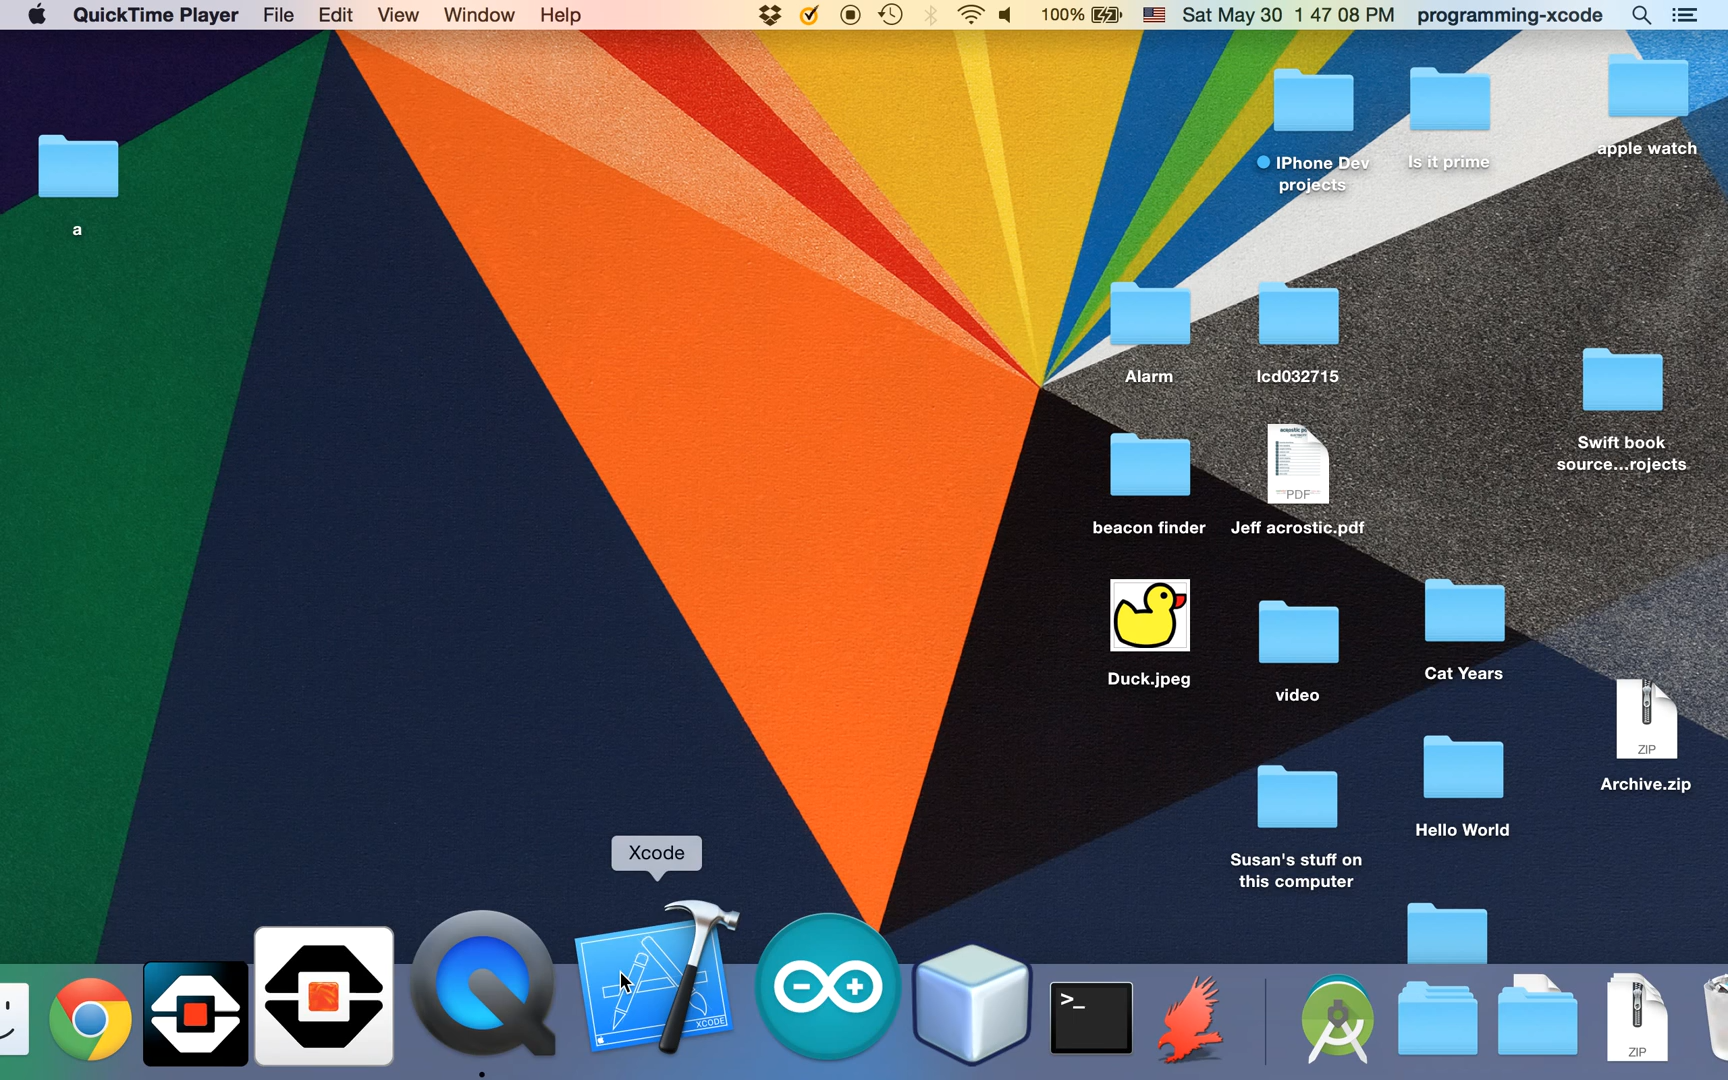 QuickTime Player File Edit View Window Help 100% Sat May 30 1 47 08 PM programming-xcode
a
IPhone Dev
projects
Is it prime
apple watch
Alarm
lcd032715
Swift book
source...rojects
PDF
beacon finder
Jeff acrostic.pdf
Duck.jpeg
video
Cat Years
ZIP
Archive.zip
Hello World
Susan's stuff on
this computer
Xcode
XCODE
>_
ZIP